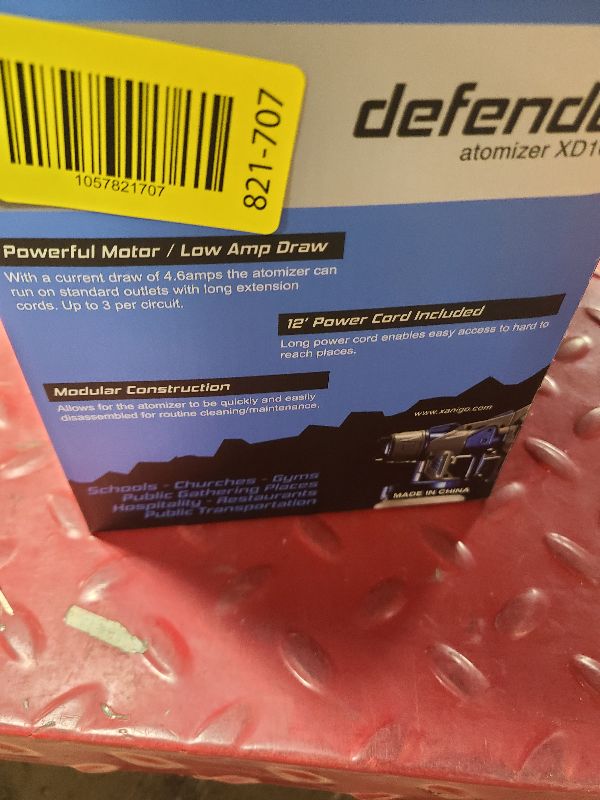 1057821707
821-707
defende
atomizer XD1
Powerful Motor / Low Amp Draw
With a current draw of 4.6amps the atomizer can
run on standard outlets with long extension
cords. Up to 3 per circuit.
12' Power Cord Included
Long power cord enables easy access to hard to
reach places.
Modular Construction
Allows for the atomizer to be quickly and easily
disassembled for routine cleaning/maintenance.
www.xanigo.com
Schools - Churches - Gyms
Public Gathering Places
Hospitality - Restaurants
Public Transportation
MADE IN CHINA